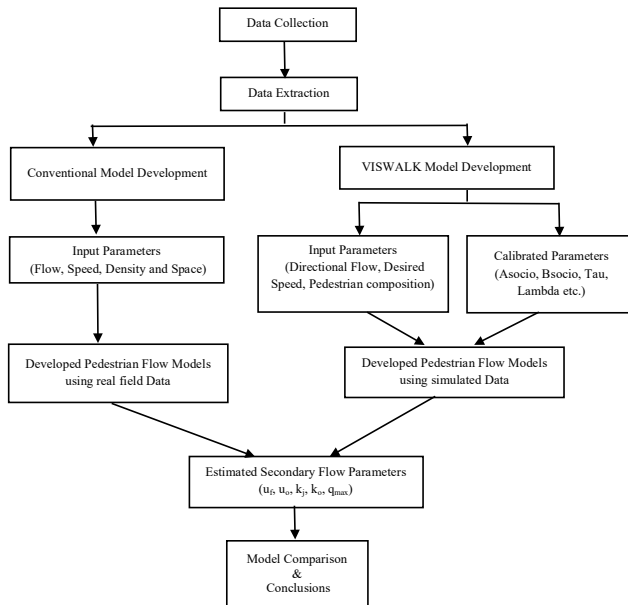 Data Collection
Data Extraction
Conventional Model Development
VISWALK Model Development
Input Parameters
(Flow, Speed, Density and Space)
Input Parameters
(Directional Flow, Desired
Speed, Pedestrian composition)
Calibrated Parameters
(Asocio, Bsocio, Tau,
Lambda etc.)
Developed Pedestrian Flow Models
using real field Data
Developed Pedestrian Flow Models
using simulated Data
Estimated Secondary Flow Parameters
(uf, uo, kj, ko, qmax)
Model Comparison
&
Conclusions